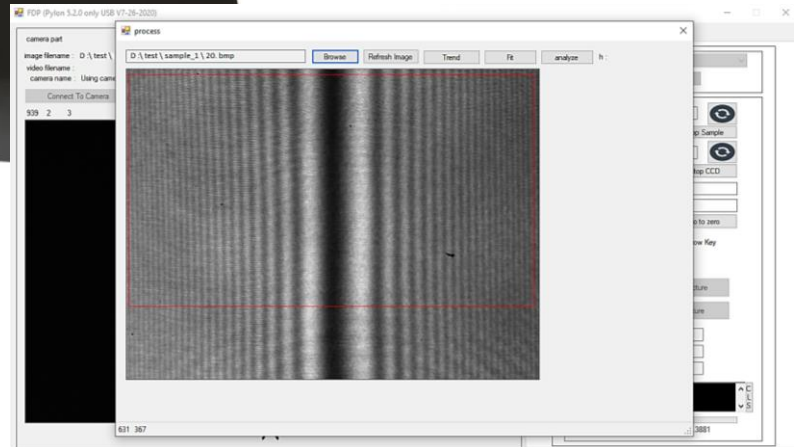 FDP (Pylon 5.2.0 only USB V7-26-2020)
process
camera part
image filename : D :\ test \
video filename :
camera name : Using came
Connect To Camera
939 2 3
D :\ test \ sample_1 \ 20. bmp
Browse
Refresh Image
Trend
Fit
analyze
h :
op Sample
top CCD
o to zero
ow Key
cture
ure
C
L
S
3881
631 367